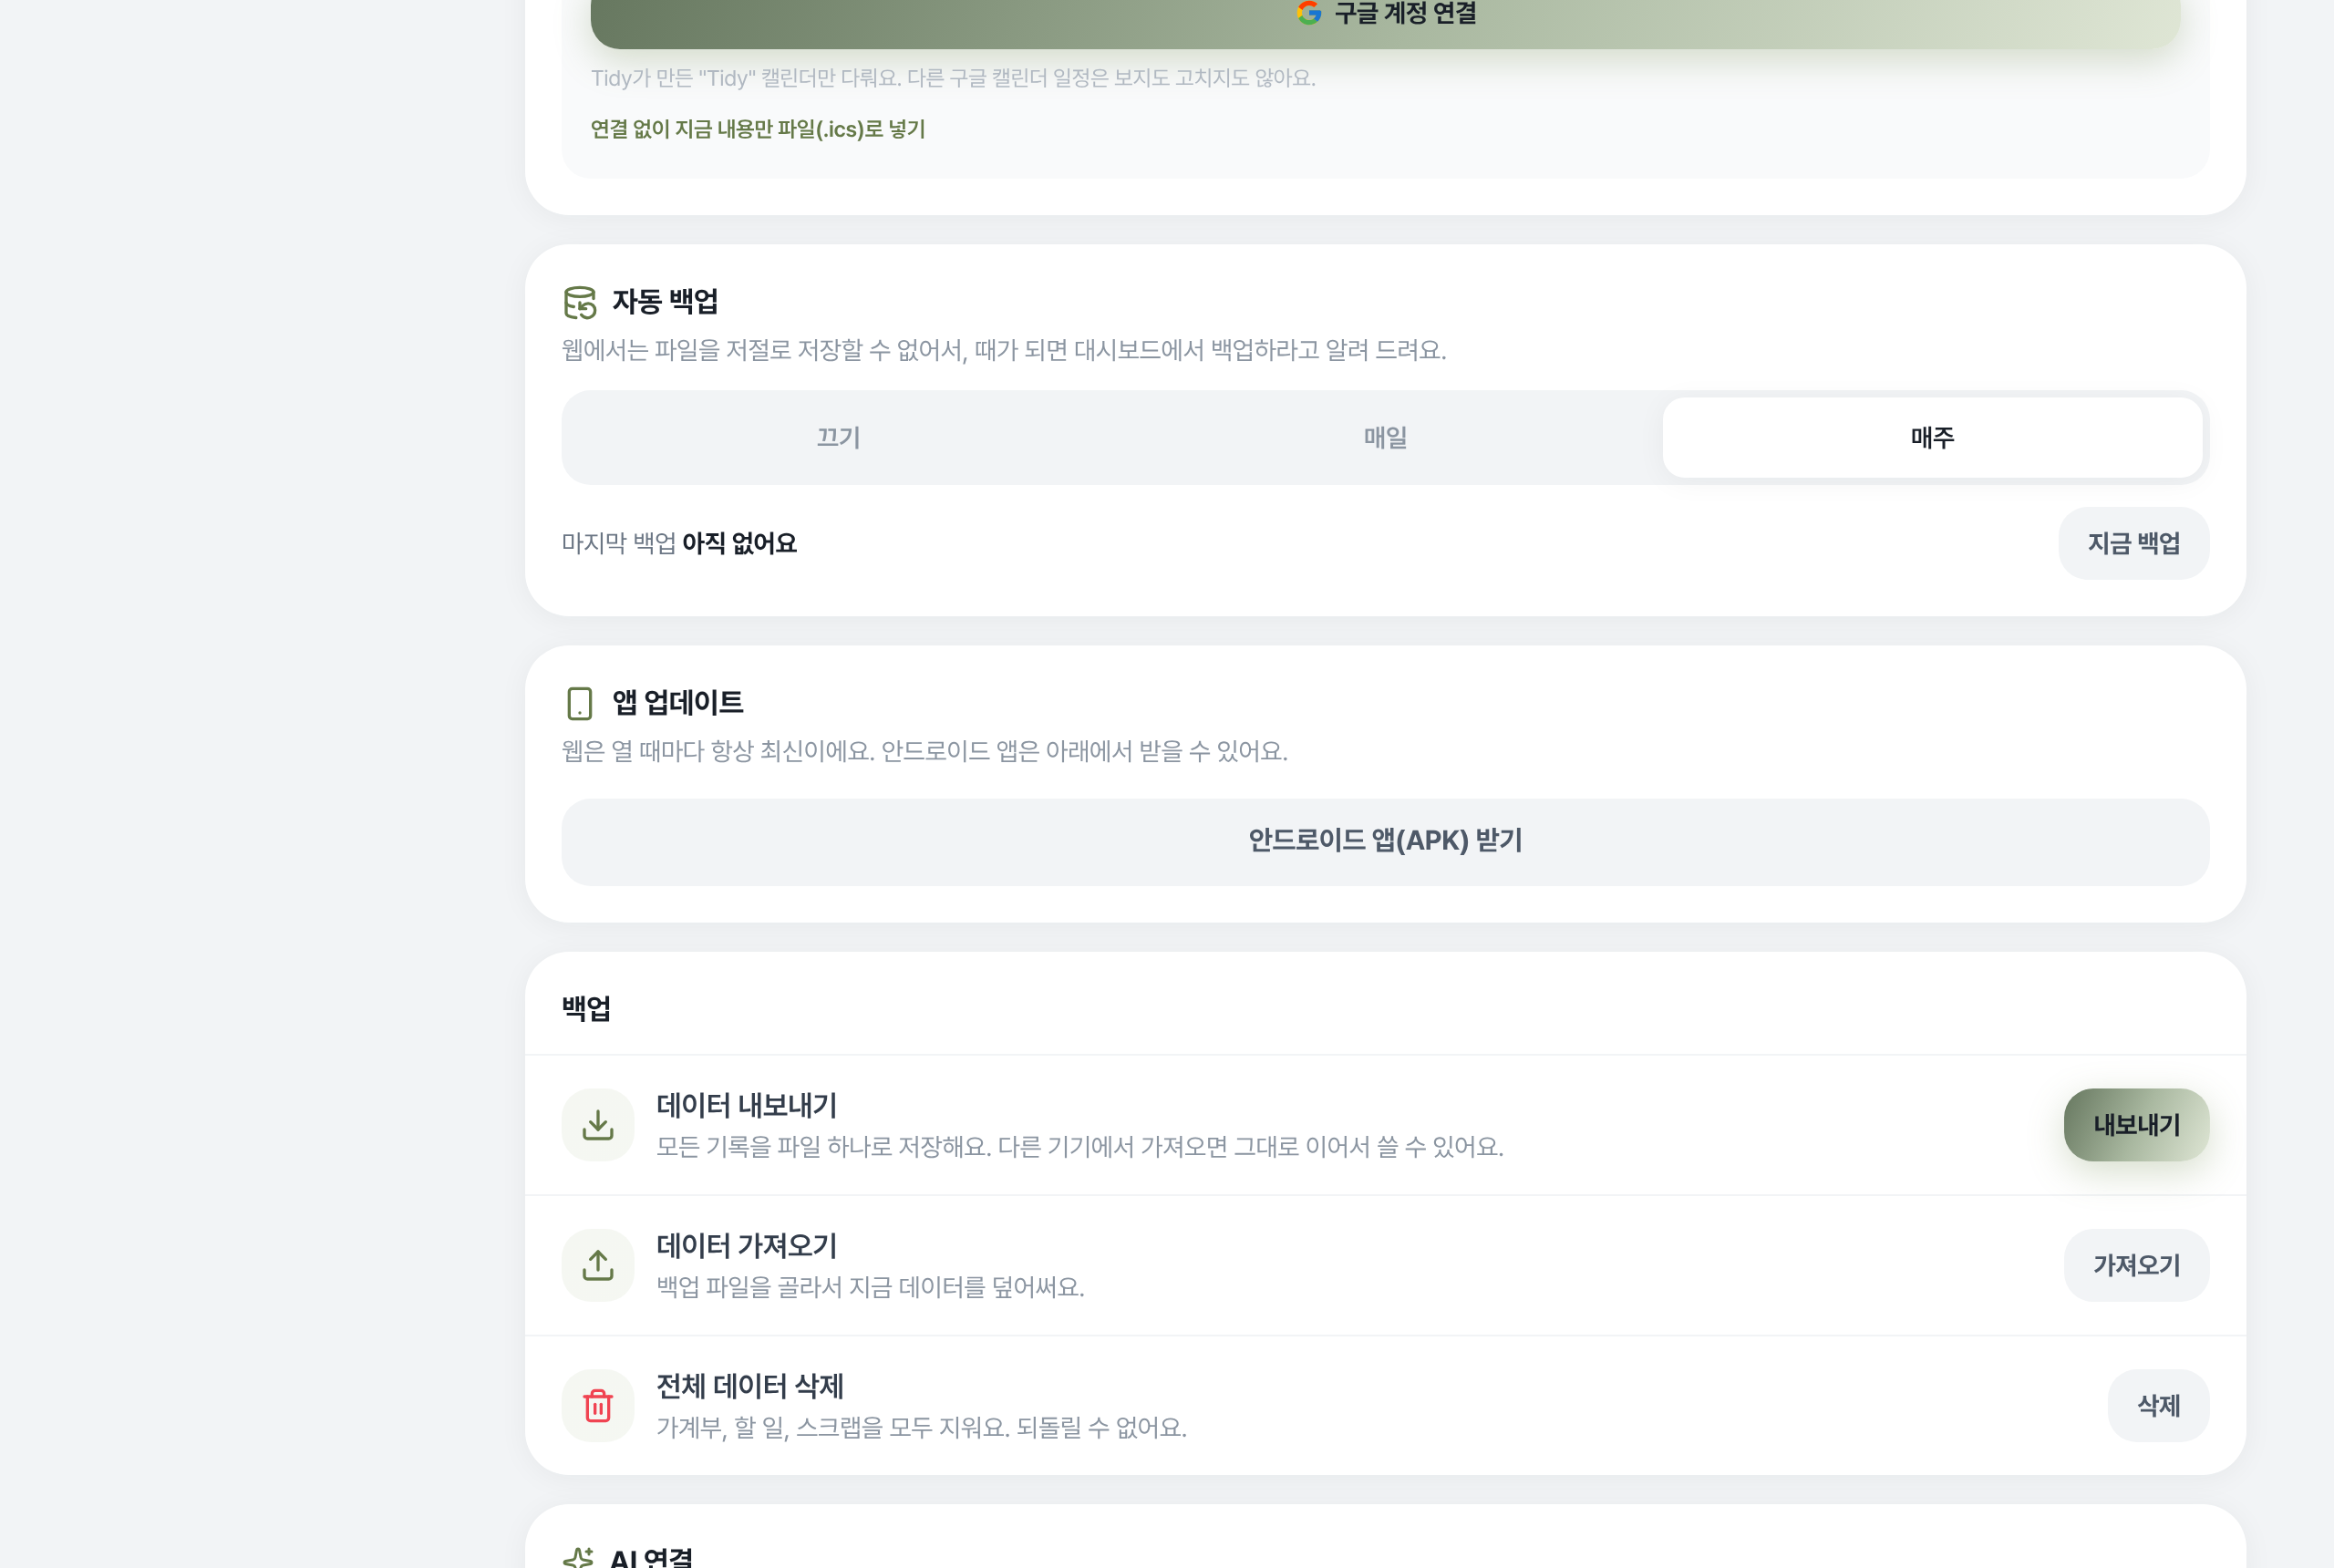 구글 계정 연결
Tidy가 만든 "Tidy" 캘린더만 다뤄요. 다른 구글 캘린더 일정은 보지도 고치지도 않아요.
연결 없이 지금 내용만 파일(.ics)로 넣기
자동 백업
웹에서는 파일을 저절로 저장할 수 없어서, 때가 되면 대시보드에서 백업하라고 알려 드려요.
끄기
매일
매주
마지막 백업 아직 없어요
지금 백업
앱 업데이트
웹은 열 때마다 항상 최신이에요. 안드로이드 앱은 아래에서 받을 수 있어요.
안드로이드 앱(APK) 받기
백업
데이터 내보내기
모든 기록을 파일 하나로 저장해요. 다른 기기에서 가져오면 그대로 이어서 쓸 수 있어요.
내보내기
데이터 가져오기
백업 파일을 골라서 지금 데이터를 덮어써요.
가져오기
전체 데이터 삭제
가계부, 할 일, 스크랩을 모두 지워요. 되돌릴 수 없어요.
삭제
AI 연결